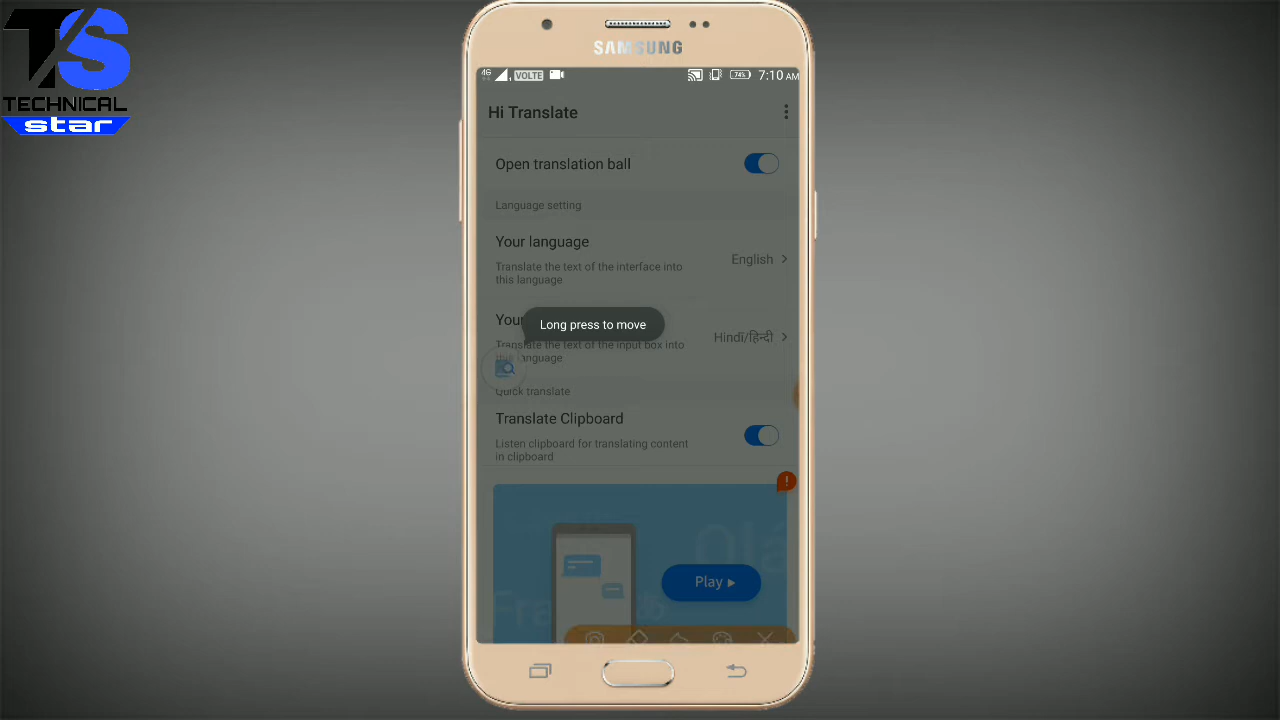 TS
TECHNICAL
star
SAMSUNG
4G VOLTE 74% 7:10 AM
Hi Translate
Open translation ball
Language setting
Your language
English
Translate the text of the interface into
this language
Long press to move
Hindi/हिन्दी
Translate the text of the input box into
this language
Quick translate
Translate Clipboard
Listen clipboard for translating content
in clipboard
!
Olá
Play